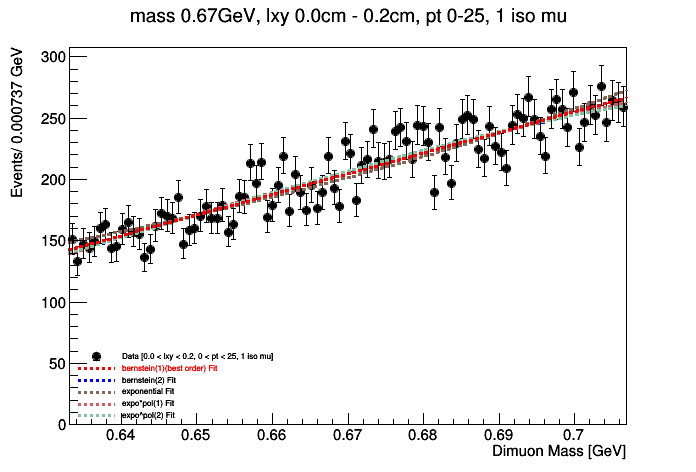 mass 0.67GeV, lxy 0.0cm - 0.2cm, pt 0-25, 1 iso mu
Events/ 0.000737 GeV
300
250
200
150
100
50
0
Data [0.0 < lxy < 0.2, 0 < pt < 25, 1 iso mu]
bernstein(1)(best order) Fit
bernstein(2) Fit
exponential Fit
expo*pol(1) Fit
expo*pol(2) Fit
0.64 0.65 0.66 0.67 0.68 0.69 0.7
Dimuon Mass [GeV]